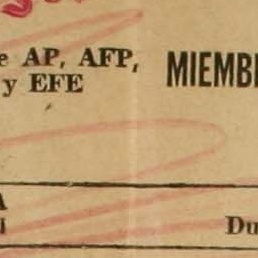 e AP, AFP,
y EFE
MIEMB
A
Du